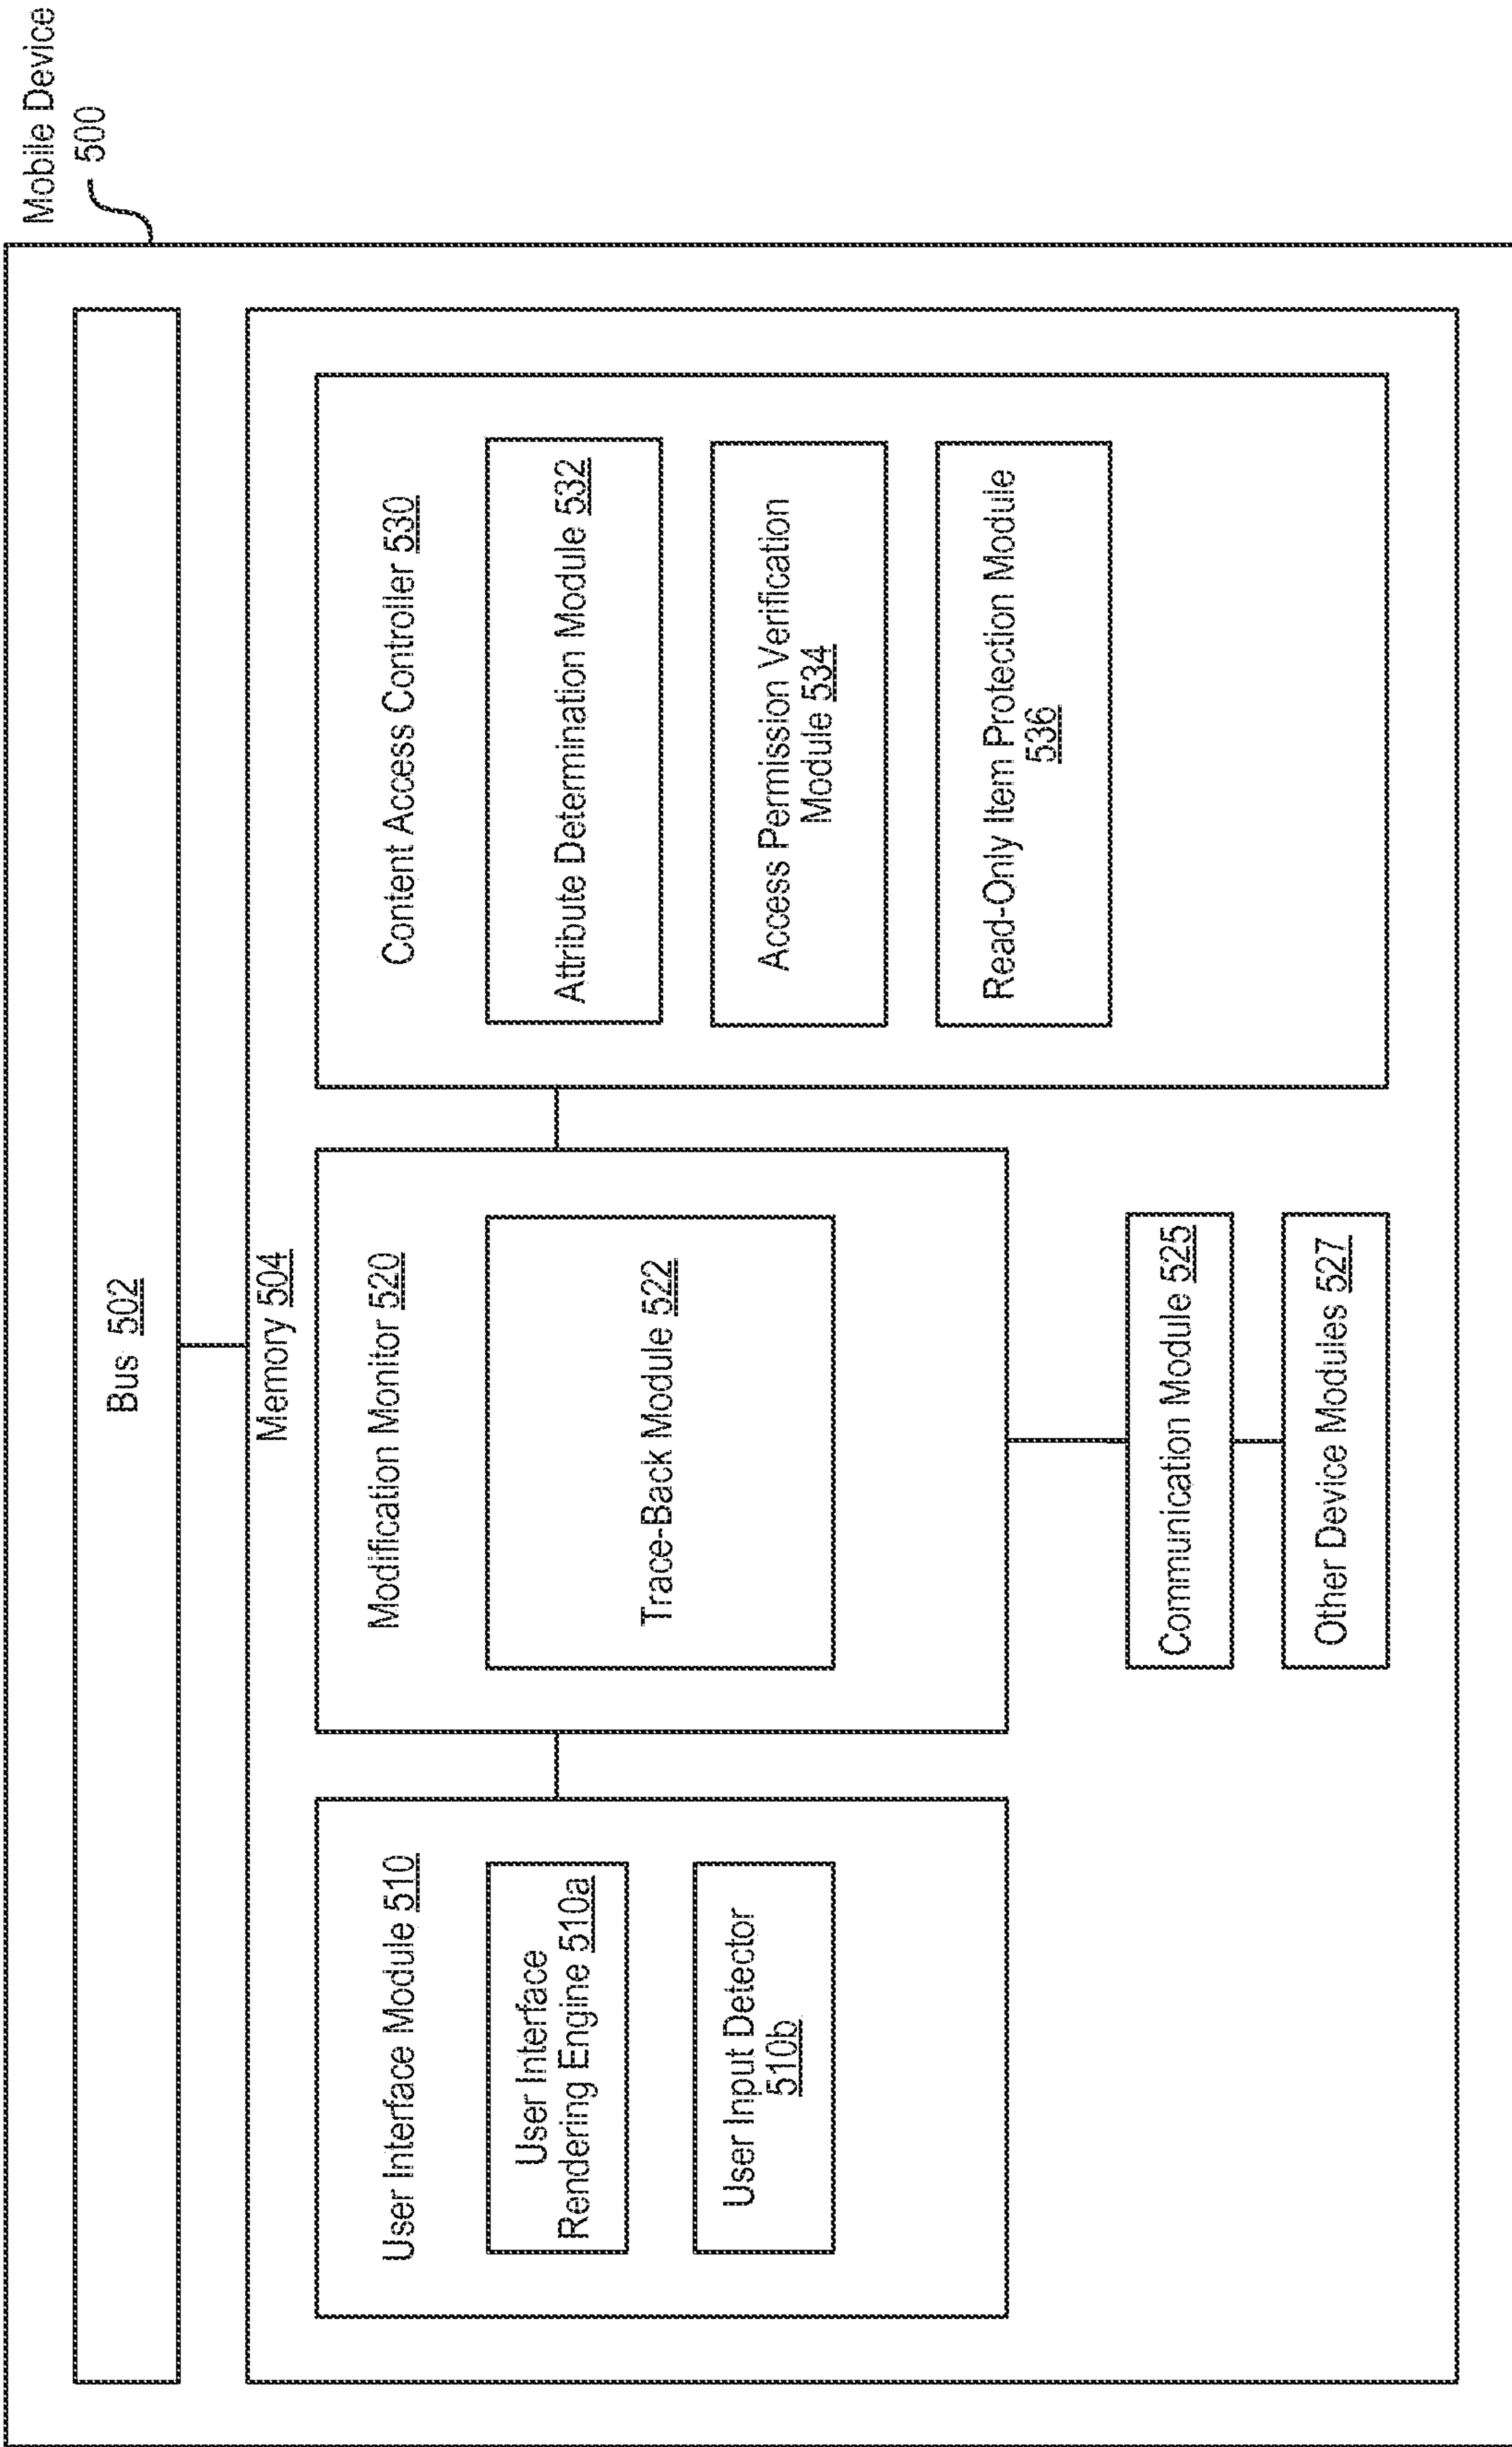 Mobile Device
500
Bus 502
Memory 504
User Interface Module 510
User Interface
Rendering Engine 510a
User Input Detector
510b
Modification Monitor 520
Trace-Back Module 522
Communication Module 525
Other Device Modules 527
Content Access Controller 530
Attribute Determination Module 532
Access Permission Verification
Module 534
Read-Only Item Protection Module
536